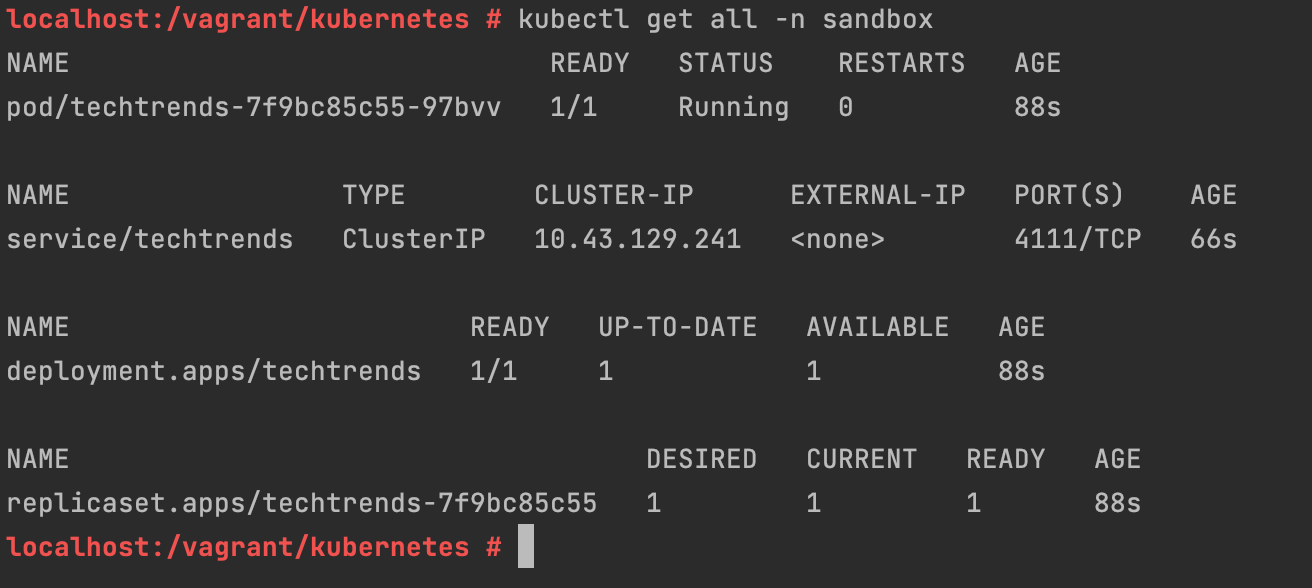 localhost:/vagrant/kubernetes # kubectl get all -n sandbox
NAME                              READY   STATUS    RESTARTS   AGE
pod/techtrends-7f9bc85c55-97bvv   1/1     Running   0          88s

NAME                 TYPE        CLUSTER-IP      EXTERNAL-IP   PORT(S)    AGE
service/techtrends   ClusterIP   10.43.129.241   <none>        4111/TCP   66s

NAME                         READY   UP-TO-DATE   AVAILABLE   AGE
deployment.apps/techtrends   1/1     1            1           88s

NAME                                    DESIRED   CURRENT   READY   AGE
replicaset.apps/techtrends-7f9bc85c55   1         1         1       88s
localhost:/vagrant/kubernetes #